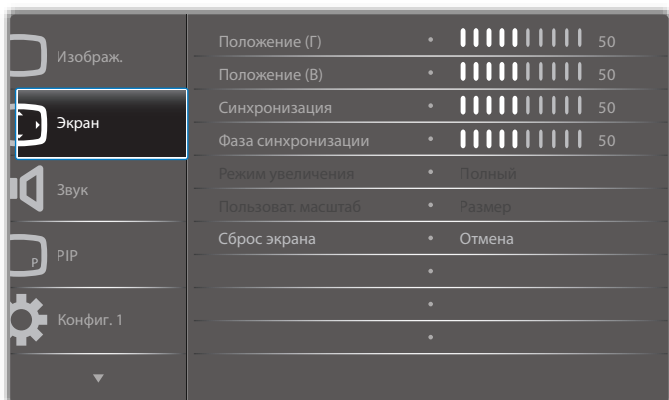 Изображ.
Экран
Звук
P
PIP
Конфиг. 1
Положение (Г) • 50
Положение (В) • 50
Синхронизация • 50
Фаза синхронизации • 50
Режим увеличения • Полный
Пользоват. масштаб • Размер
Сброс экрана • Отмена